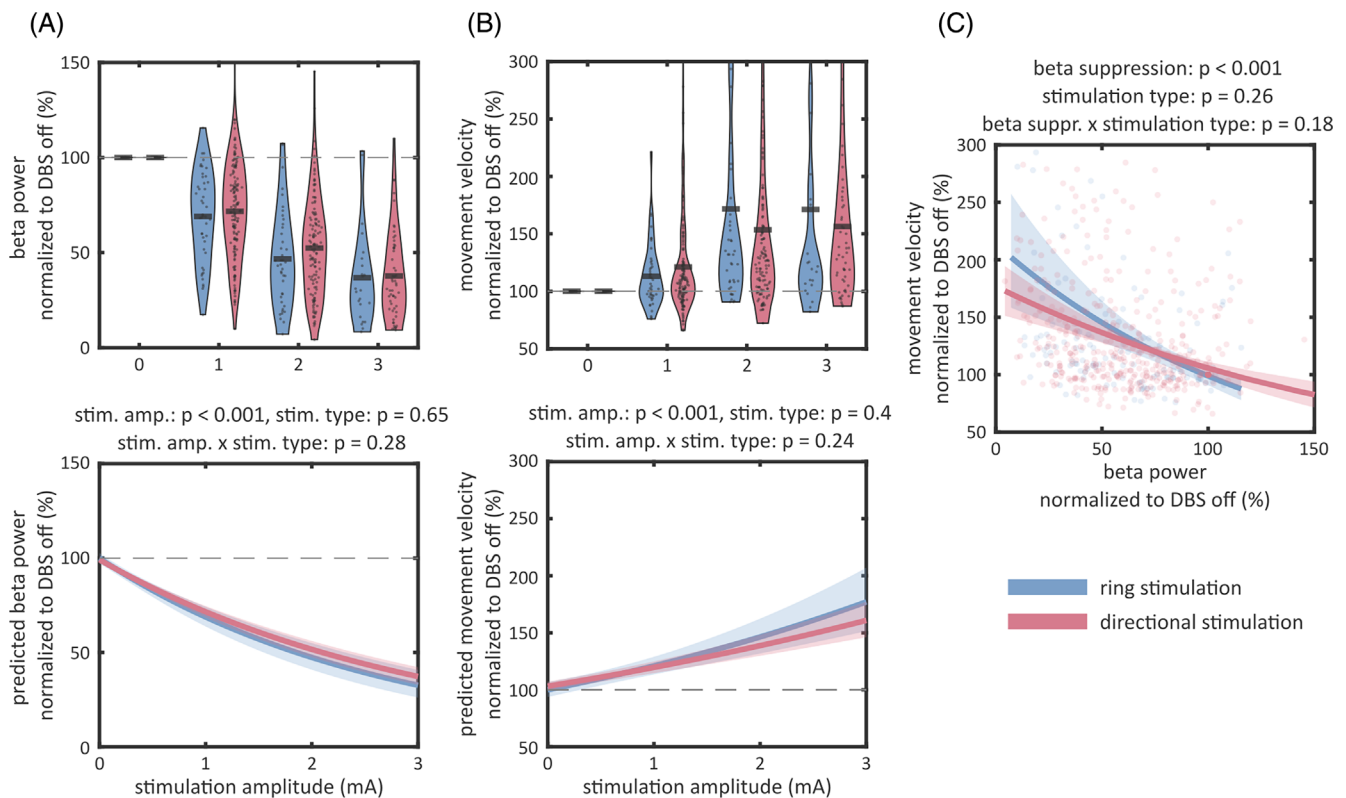 (A)
beta power
normalized to DBS off (%)
150
100
50
0
0 1 2 3
stim. amp.: p < 0.001, stim. type: p = 0.65
stim. amp. x stim. type: p = 0.28
predicted beta power
normalized to DBS off (%)
150
100
50
0
0 1 2 3
stimulation amplitude (mA)
(B)
movement velocity
normalized to DBS off (%)
300
250
200
150
100
50
0 1 2 3
stim. amp.: p < 0.001, stim. type: p = 0.4
stim. amp. x stim. type: p = 0.24
predicted movement velocity
normalized to DBS off (%)
300
250
200
150
100
50
0 1 2 3
stimulation amplitude (mA)
(C)
beta suppression: p < 0.001
stimulation type: p = 0.26
beta suppr. x stimulation type: p = 0.18
movement velocity
normalized to DBS off (%)
300
250
200
150
100
50
0 50 100 150
beta power
normalized to DBS off (%)
ring stimulation
directional stimulation